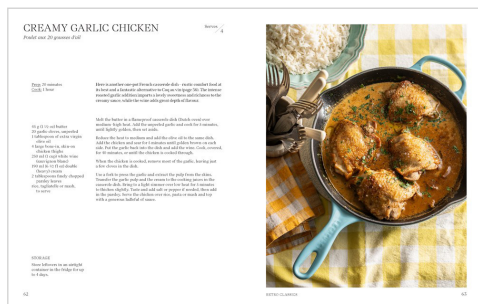 CREAMY GARLIC CHICKEN
Poulet aux 20 gousses d'ail
Serves
4
Prep: 20 minutes
Cook: 1 hour
Here is another one-pot French casserole dish – rustic comfort food at
its best and a fantastic alternative to Coq au vin (page 58). The intense
roasted garlic addition imparts a lovely sweetness and richness to the
creamy sauce, while the wine adds great depth of flavour.
50 g (1 ½ oz) butter
20 garlic cloves, unpeeled
1 tablespoon of extra virgin
olive oil
4 large bone-in, skin-on
chicken thighs
250 ml (1 cup) white wine
(Sauvignon Blanc)
300 ml (10 ½ fl oz) double
(heavy) cream
2 tablespoons finely chopped
parsley leaves
rice, tagliatelle or mash,
to serve
Melt the butter in a flameproof casserole dish (Dutch oven) over
medium–high heat. Add the unpeeled garlic and cook for 5 minutes,
until lightly golden, then set aside.
Reduce the heat to medium and add the olive oil to the same dish.
Add the chicken and sear for 4 minutes until golden brown on each
side. Put the garlic back into the dish and add the wine. Cook, covered,
for 40 minutes, or until the chicken is cooked through.
When the chicken is cooked, remove most of the garlic, leaving just
a few cloves in the dish.
Use a fork to press the garlic and extract the pulp from the skins.
Transfer the garlic pulp and the cream to the cooking juices in the
casserole dish. Bring to a light simmer over low heat for 5 minutes
to thicken slightly. Taste and add salt or pepper if needed, then add
in the parsley. Serve the chicken over rice, pasta or mash and top
with a generous ladleful of sauce.
STORAGE
Store leftovers in an airtight
container in the fridge for up
to 4 days.
62
RETRO CLASSICS
63